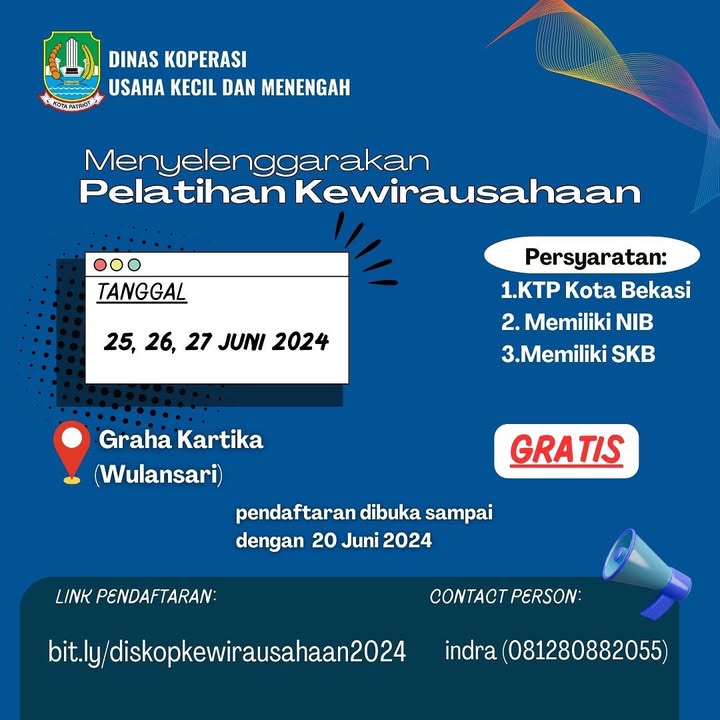 KOTA PATRIOT
DINAS KOPERASI
USAHA KECIL DAN MENENGAH
Menyelenggarakan
Pelatihan Kewirausahaan
TANGGAL
25, 26, 27 JUNI 2024
Persyaratan:
1.KTP Kota Bekasi
2. Memiliki NIB
3.Memiliki SKB
Graha Kartika
(Wulansari)
GRATIS
pendaftaran dibuka sampai
dengan 20 Juni 2024
LINK PENDAFTARAN:
bit.ly/diskopkewirausahaan2024
CONTACT PERSON:
indra (081280882055)